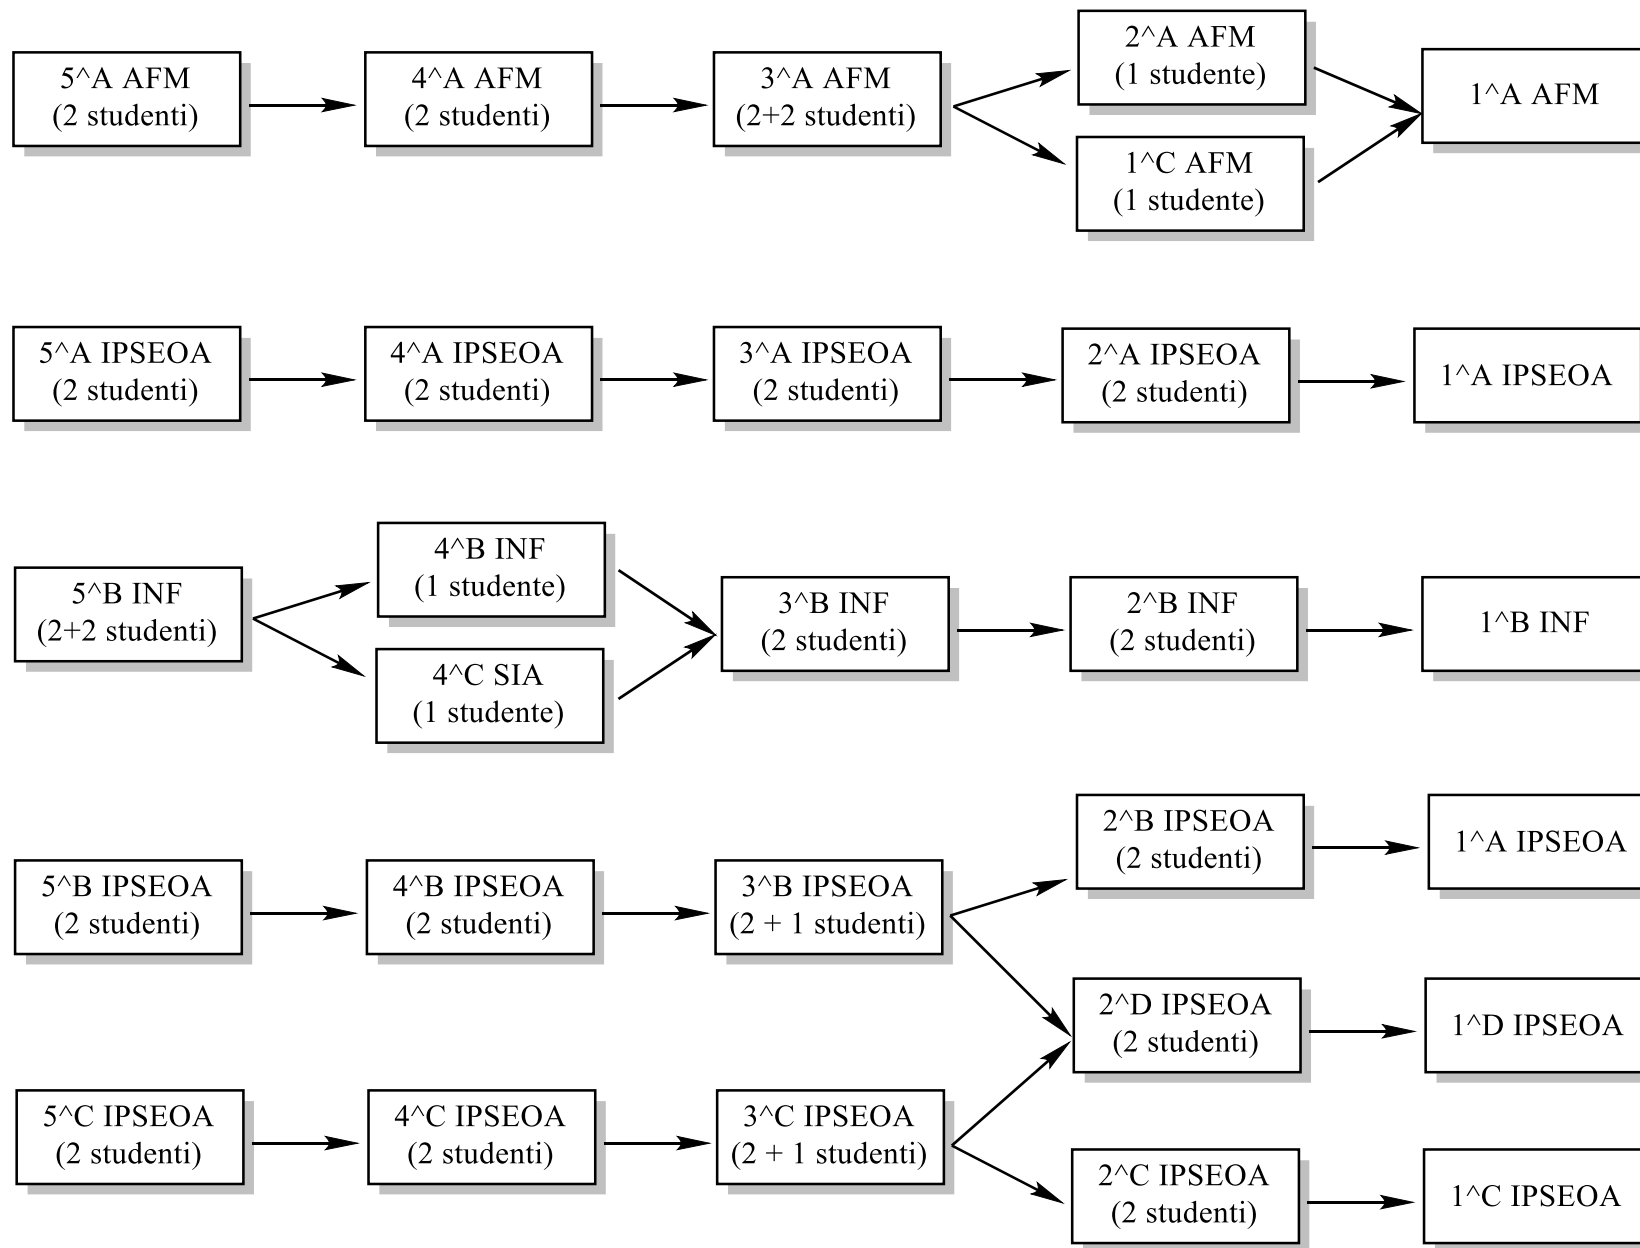 5^A AFM
(2 studenti)
4^A AFM
(2 studenti)
3^A AFM
(2+2 studenti)
2^A AFM
(1 studente)
1^C AFM
(1 studente)
1^A AFM
5^A IPSEOA
(2 studenti)
4^A IPSEOA
(2 studenti)
3^A IPSEOA
(2 studenti)
2^A IPSEOA
(2 studenti)
1^A IPSEOA
5^B INF
(2+2 studenti)
4^B INF
(1 studente)
4^C SIA
(1 studente)
3^B INF
(2 studenti)
2^B INF
(2 studenti)
1^B INF
5^B IPSEOA
(2 studenti)
4^B IPSEOA
(2 studenti)
3^B IPSEOA
(2 + 1 studenti)
2^B IPSEOA
(2 studenti)
1^A IPSEOA
2^D IPSEOA
(2 studenti)
1^D IPSEOA
5^C IPSEOA
(2 studenti)
4^C IPSEOA
(2 studenti)
3^C IPSEOA
(2 + 1 studenti)
2^C IPSEOA
(2 studenti)
1^C IPSEOA